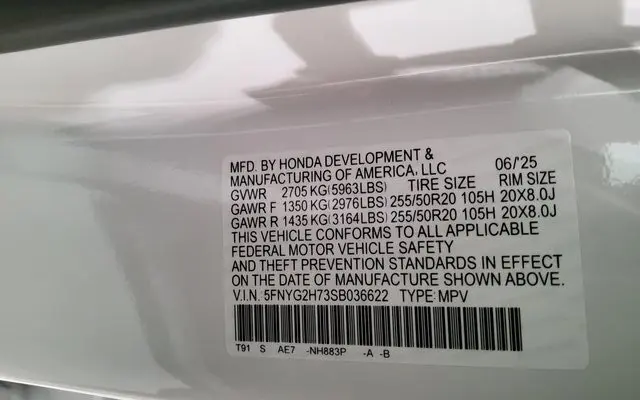 MFD. BY HONDA DEVELOPMENT &
MANUFACTURING OF AMERICA, LLC 06/'25
GVWR 2705 KG(5963LBS) TIRE SIZE RIM SIZE
GAWR F 1350 KG(2976LBS) 255/50R20 105H 20X8.0J
GAWR R 1435 KG(3164LBS) 255/50R20 105H 20X8.0J
THIS VEHICLE CONFORMS TO ALL APPLICABLE
FEDERAL MOTOR VEHICLE SAFETY
AND THEFT PREVENTION STANDARDS IN EFFECT
ON THE DATE OF MANUFACTURE SHOWN ABOVE.
V.I.N. 5FNYG2H73SB036622 TYPE: MPV
T91 S AE7 -NH883P -A -B